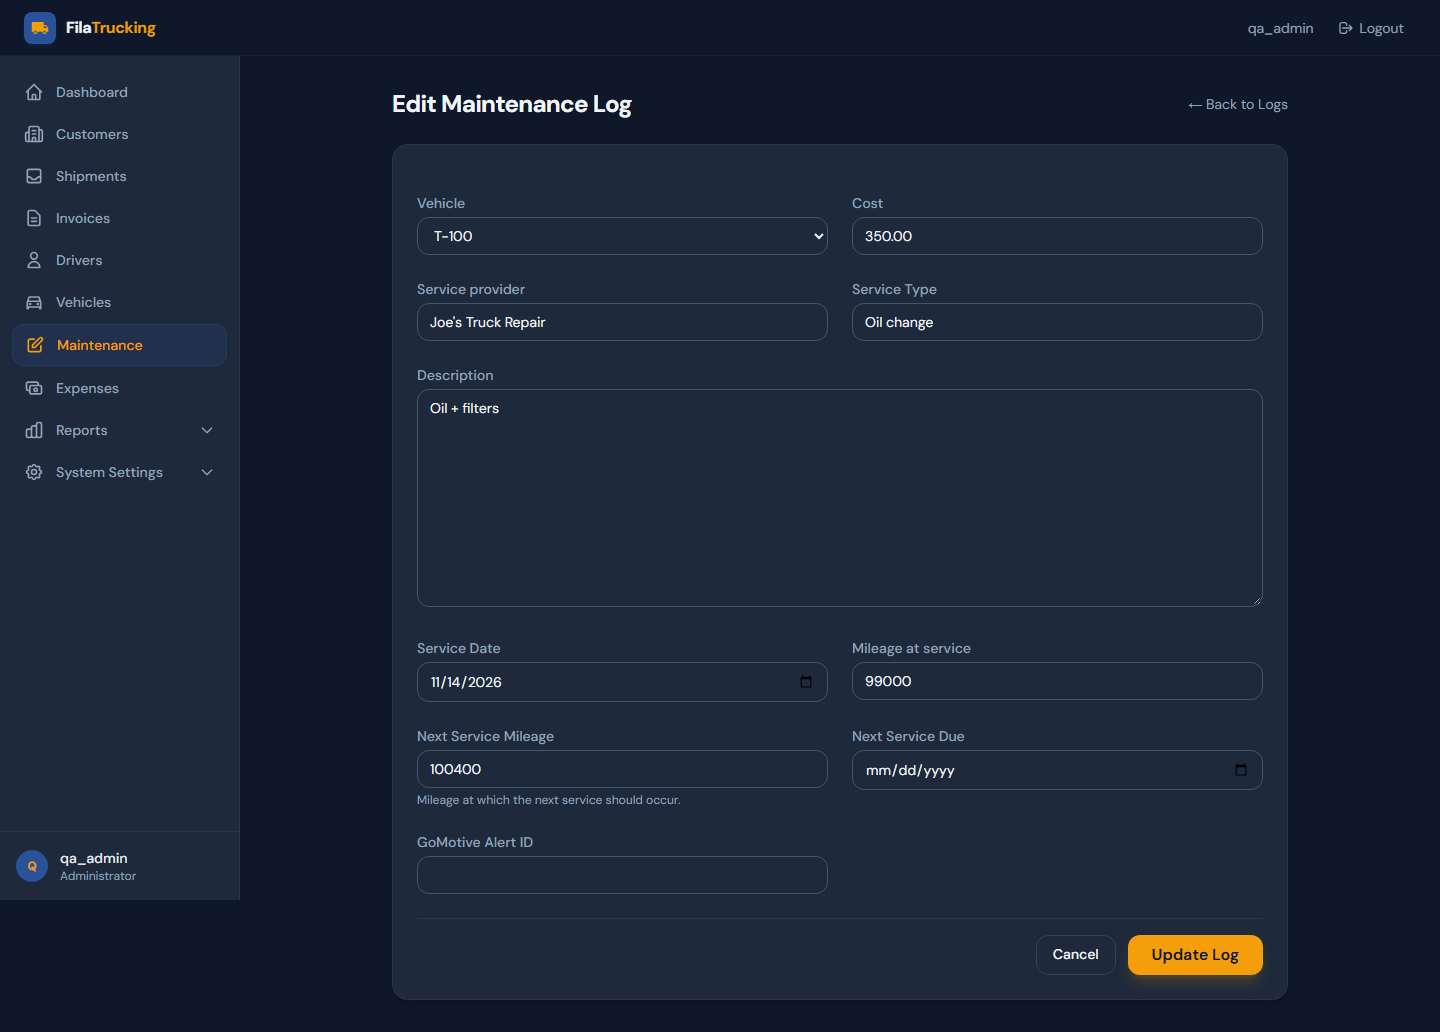 FilaTrucking
qa_admin
Logout
Dashboard
Customers
Shipments
Invoices
Drivers
Vehicles
Maintenance
Expenses
Reports
System Settings
Q
qa_admin
Administrator
Edit Maintenance Log
← Back to Logs
Vehicle
T-100
Cost
350.00
Service provider
Joe's Truck Repair
Service Type
Oil change
Description
Oil + filters
Service Date
11/14/2026
Mileage at service
99000
Next Service Mileage
100400
Mileage at which the next service should occur.
Next Service Due
mm/dd/yyyy
GoMotive Alert ID
Cancel
Update Log